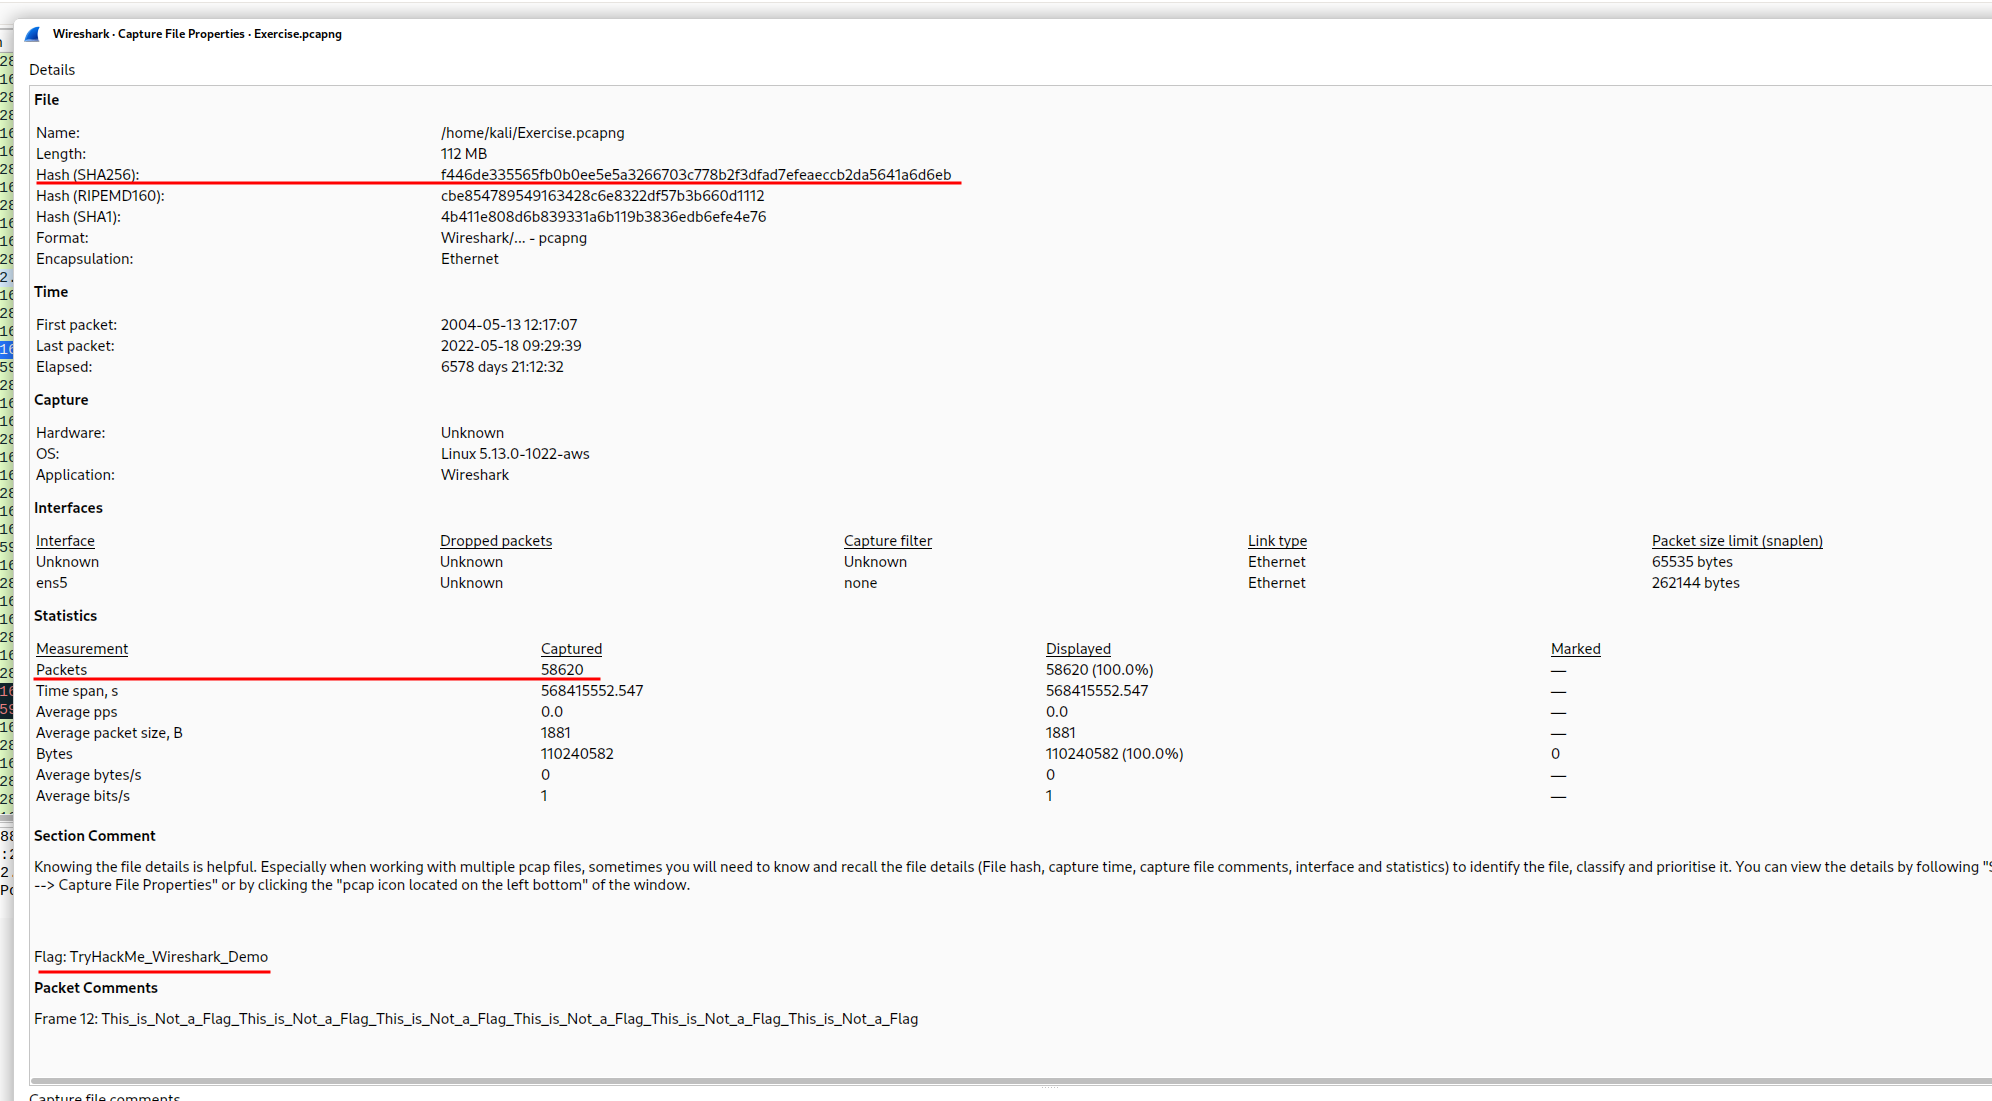 Wireshark · Capture File Properties · Exercise.pcapng
Details
File
Name: /home/kali/Exercise.pcapng
Length: 112 MB
Hash (SHA256): f446de335565fb0b0ee5e5a3266703c778b2f3dfad7efeaeccb2da5641a6d6eb
Hash (RIPEMD160): cbe854789549163428c6e8322df57b3b660d1112
Hash (SHA1): 4b411e808d6b839331a6b119b3836edb6efe4e76
Format: Wireshark/... - pcapng
Encapsulation: Ethernet
Time
First packet: 2004-05-13 12:17:07
Last packet: 2022-05-18 09:29:39
Elapsed: 6578 days 21:12:32
Capture
Hardware: Unknown
OS: Linux 5.13.0-1022-aws
Application: Wireshark
Interfaces
Interface Dropped packets Capture filter Link type Packet size limit (snaplen)
Unknown Unknown Unknown Ethernet 65535 bytes
ens5 Unknown none Ethernet 262144 bytes
Statistics
Measurement Captured Displayed Marked
Packets 58620 58620 (100.0%) —
Time span, s 568415552.547 568415552.547 —
Average pps 0.0 0.0 —
Average packet size, B 1881 1881 —
Bytes 110240582 110240582 (100.0%) 0
Average bytes/s 0 0 —
Average bits/s 1 1 —
Section Comment
Knowing the file details is helpful. Especially when working with multiple pcap files, sometimes you will need to know and recall the file details (File hash, capture time, capture file comments, interface and statistics) to identify the file, classify and prioritise it. You can view the details by following "
--> Capture File Properties" or by clicking the "pcap icon located on the left bottom" of the window.
Flag: TryHackMe_Wireshark_Demo
Packet Comments
Frame 12: This_is_Not_a_Flag_This_is_Not_a_Flag_This_is_Not_a_Flag_This_is_Not_a_Flag_This_is_Not_a_Flag_This_is_Not_a_Flag
Capture file comments